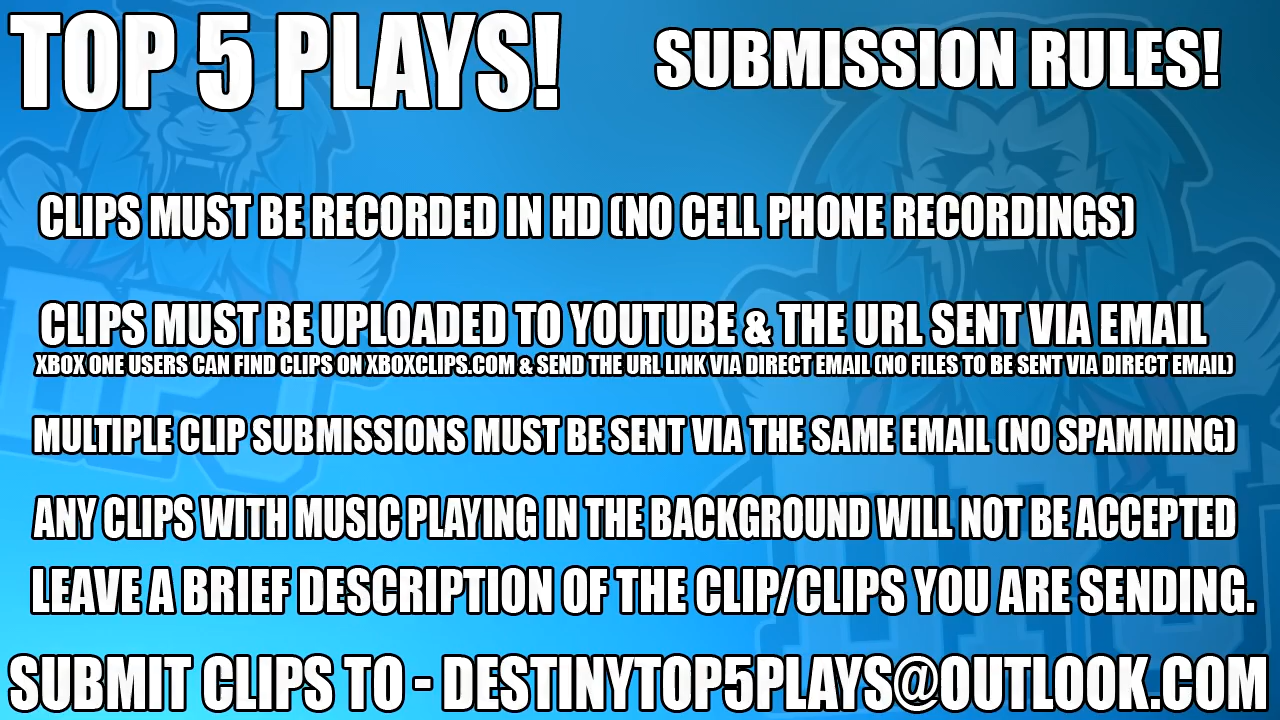 TOP 5 PLAYS!
SUBMISSION RULES!
CLIPS MUST BE RECORDED IN HD (NO CELL PHONE RECORDINGS)
CLIPS MUST BE UPLOADED TO YOUTUBE & THE URL SENT VIA EMAIL
XBOX ONE USERS CAN FIND CLIPS ON XBOXCLIPS.COM & SEND THE URL LINK VIA DIRECT EMAIL (NO FILES TO BE SENT VIA DIRECT EMAIL)
MULTIPLE CLIP SUBMISSIONS MUST BE SENT VIA THE SAME EMAIL (NO SPAMMING)
ANY CLIPS WITH MUSIC PLAYING IN THE BACKGROUND WILL NOT BE ACCEPTED
LEAVE A BRIEF DESCRIPTION OF THE CLIP/CLIPS YOU ARE SENDING.
SUBMIT CLIPS TO - DESTINYTOP5PLAYS@OUTLOOK.COM